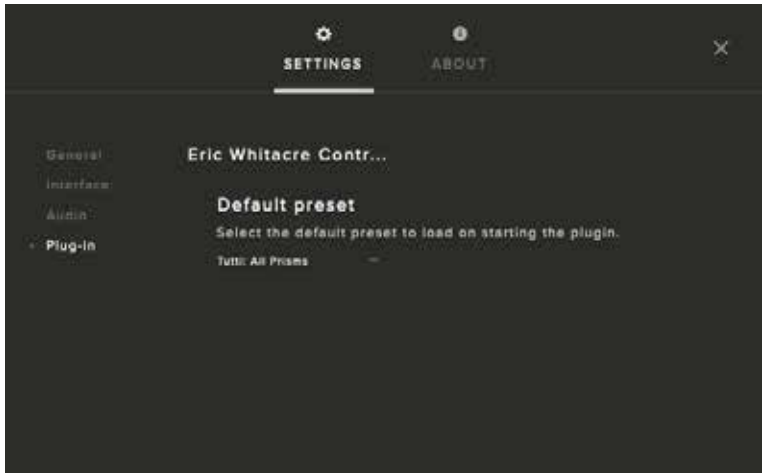 SETTINGS
ABOUT
General
Interface
Audio
Plug-in
Eric Whitacre Contr...
Default preset
Select the default preset to load on starting the plugin.
Tutti: All Prisms